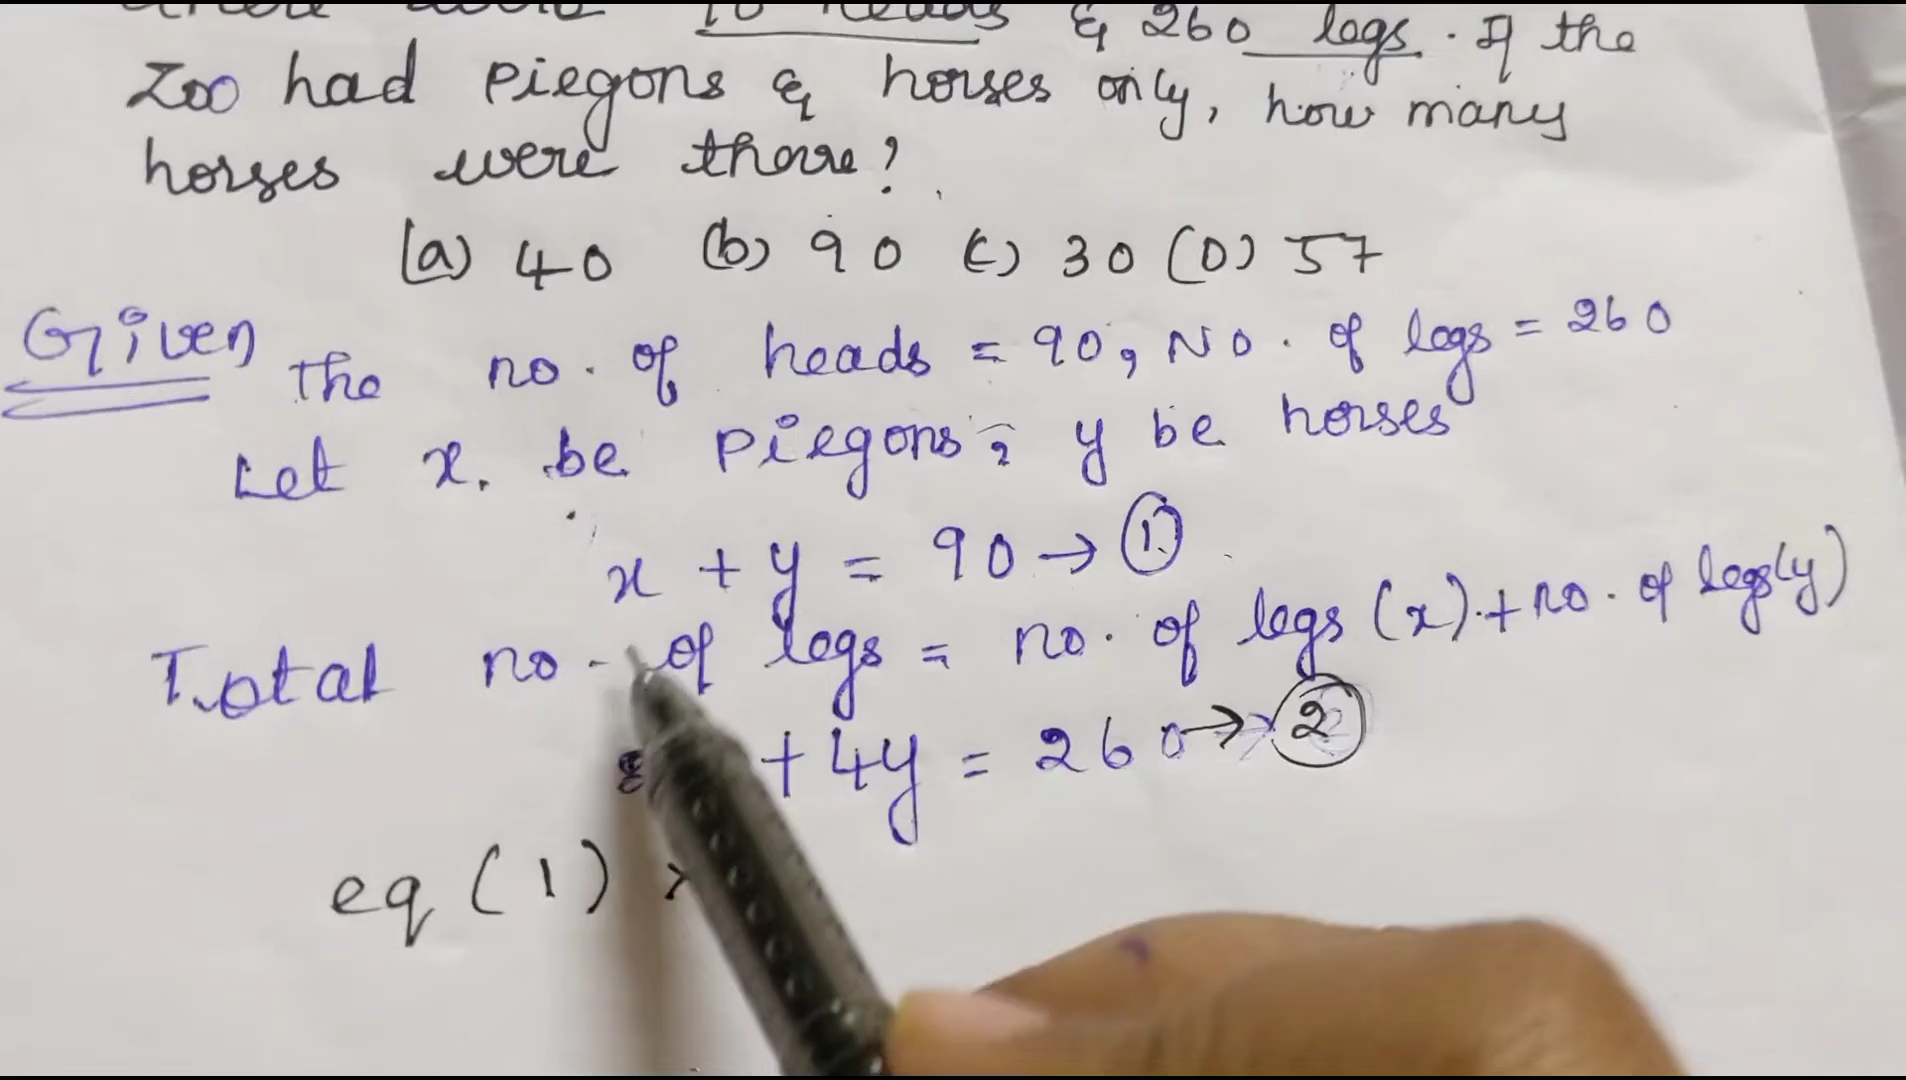 & 260 legs. If the
Zoo had Piegons & horses only, how many
horses were there?
(a) 40 (b) 90 (c) 30 (D) 57
Given
The no. of heads = 90, No. of legs = 260
Let x. be Piegons, y be horses
x + y = 90 → ①
Total no. of legs = no. of legs (x) + no. of legs(y)
+ 4y = 260 → ②
eq (1)